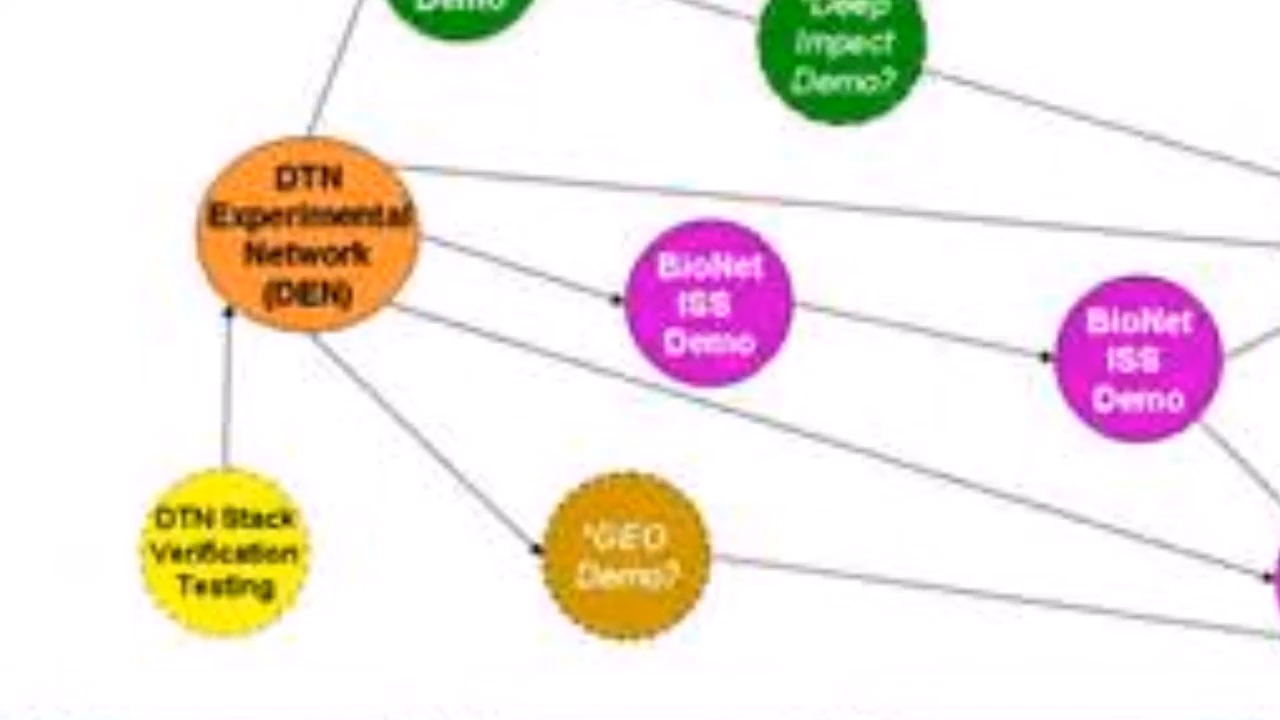 Demo
*Deep
Impact
Demo?
DTN
Experimental
Network
(DEN)
BioNet
ISS
Demo
BioNet
ISS
Demo
DTN Stack
Verification
Testing
*GEO
Demo?